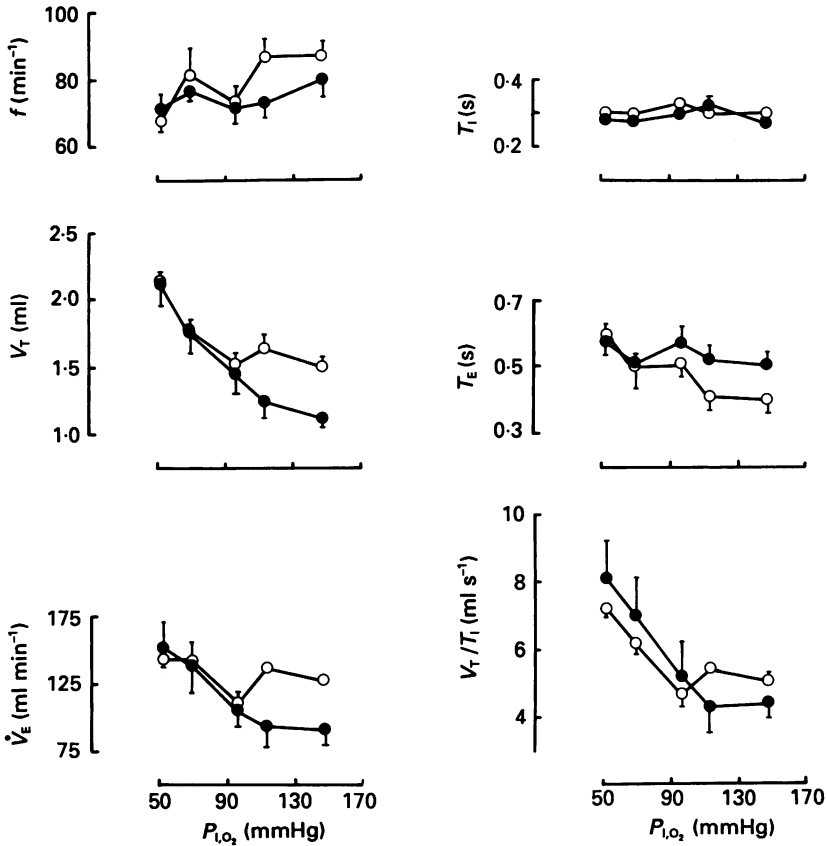 f (min⁻¹)
100
80
60
T_I (s)
0·4
0·2
V_T (ml)
2·5
2·0
1·5
1·0
T_E (s)
0·7
0·5
0·3
V̇_E (ml min⁻¹)
175
125
75
50 90 130 170
P_I,O₂ (mmHg)
V_T/T_I (ml s⁻¹)
10
8
6
4
50 90 130 170
P_I,O₂ (mmHg)